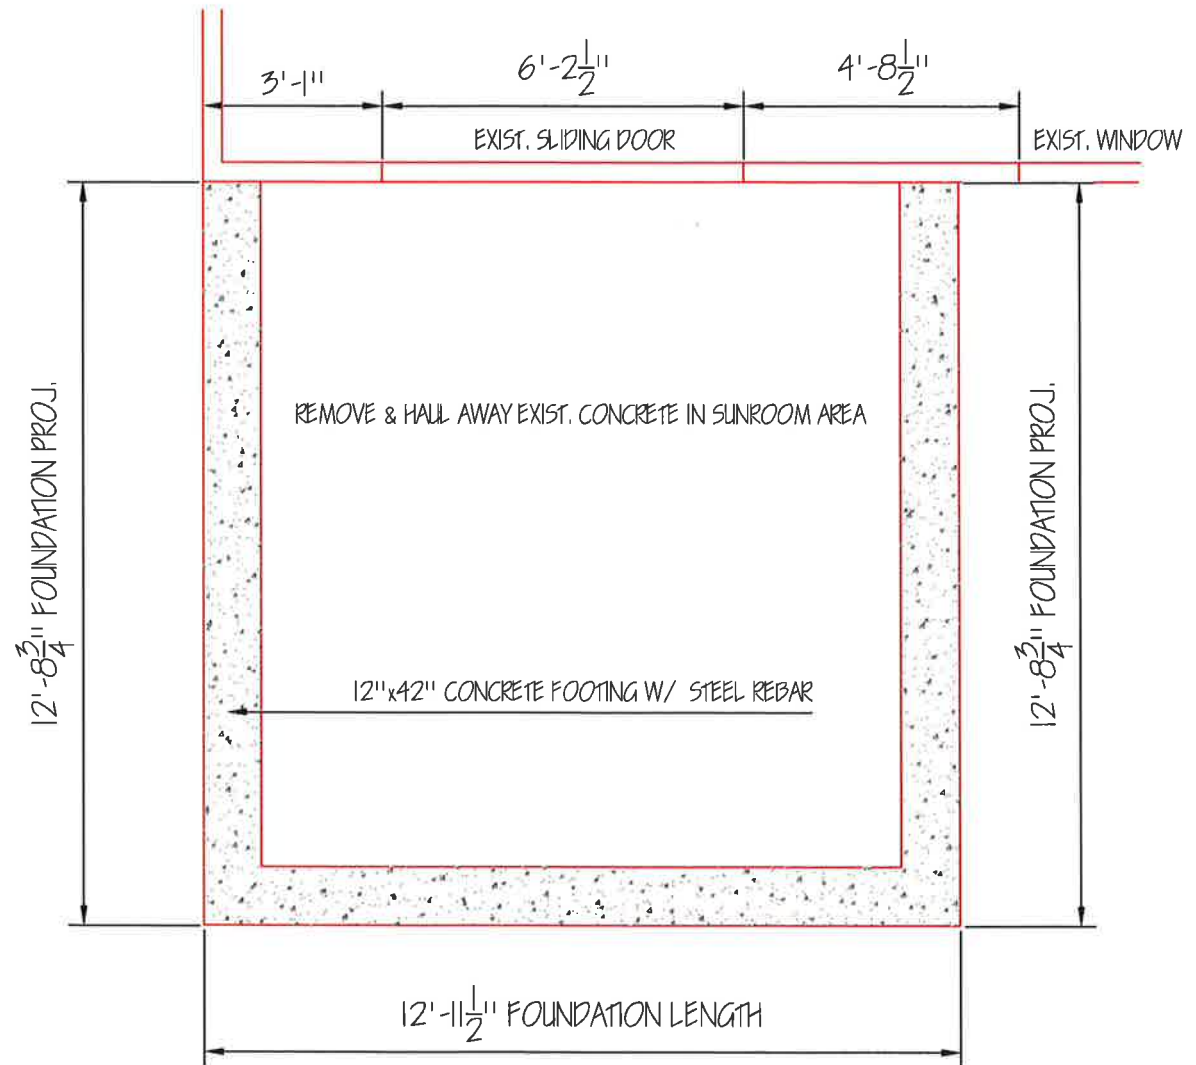 3'-1"
6'-2 1/2"
4'-8 1/2"
EXIST. SLIDING DOOR
EXIST. WINDOW
12'-8 3/4" FOUNDATION PROJ.
REMOVE & HAUL AWAY EXIST. CONCRETE IN SUNROOM AREA
12'-8 3/4" FOUNDATION PROJ.
12"x42" CONCRETE FOOTING W/ STEEL REBAR
12'-11 1/2" FOUNDATION LENGTH